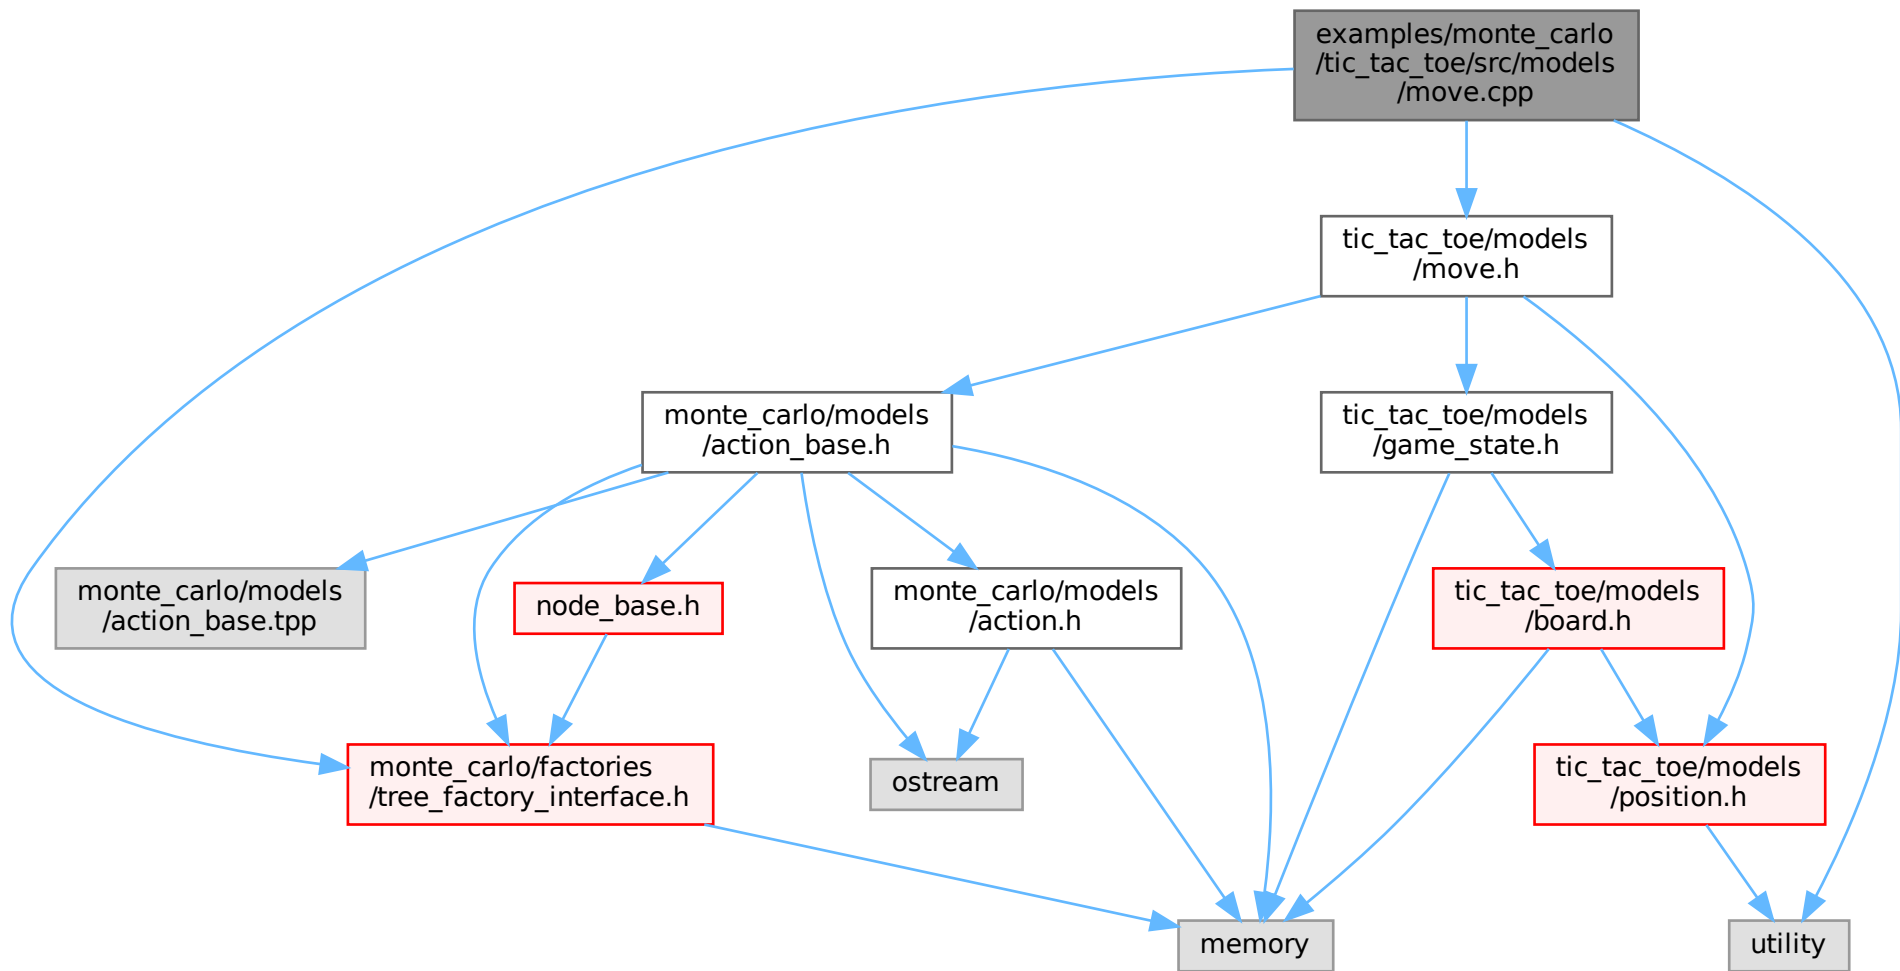 examples/monte_carlo
/tic_tac_toe/src/models
/move.cpp
tic_tac_toe/models
/move.h
monte_carlo/models
/action_base.h
tic_tac_toe/models
/game_state.h
monte_carlo/models
/action_base.tpp
node_base.h
monte_carlo/models
/action.h
tic_tac_toe/models
/board.h
monte_carlo/factories
/tree_factory_interface.h
ostream
tic_tac_toe/models
/position.h
memory
utility